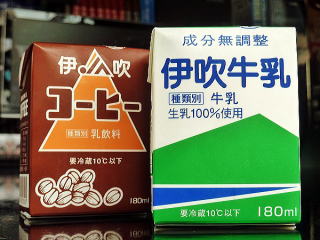 伊吹
コーヒー
種類別 乳飲料
要冷蔵10℃以下
180ml
成分無調整
伊吹牛乳
種類別 牛乳
生乳100%使用
要冷蔵10℃以下
180ml